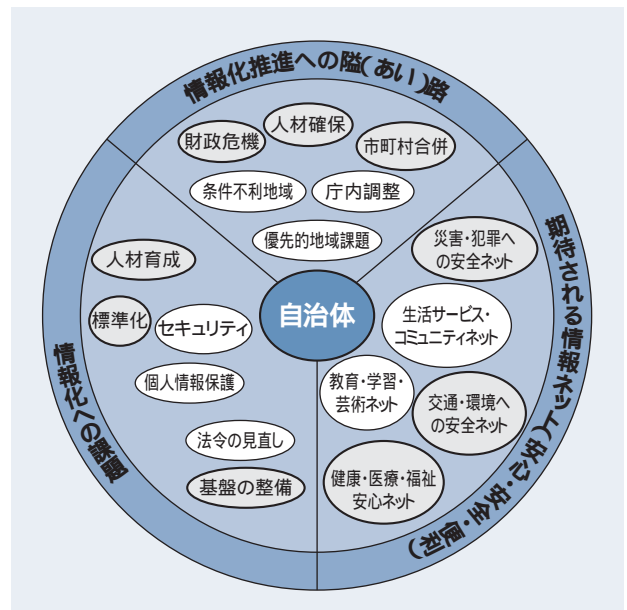 情報化推進への隘(あい)路
財政危機
人材確保
市町村合併
条件不利地域
庁内調整
優先的地域課題
期待される情報ネット(安心・安全・便利)
災害・犯罪へ
の安全ネット
生活サービス・
コミュニティネット
教育・学習・
芸術ネット
交通・環境へ
の安全ネット
健康・医療・福祉
安心ネット
自治体
情報化への課題
人材育成
標準化
セキュリティ
個人情報保護
法令の見直し
基盤の整備